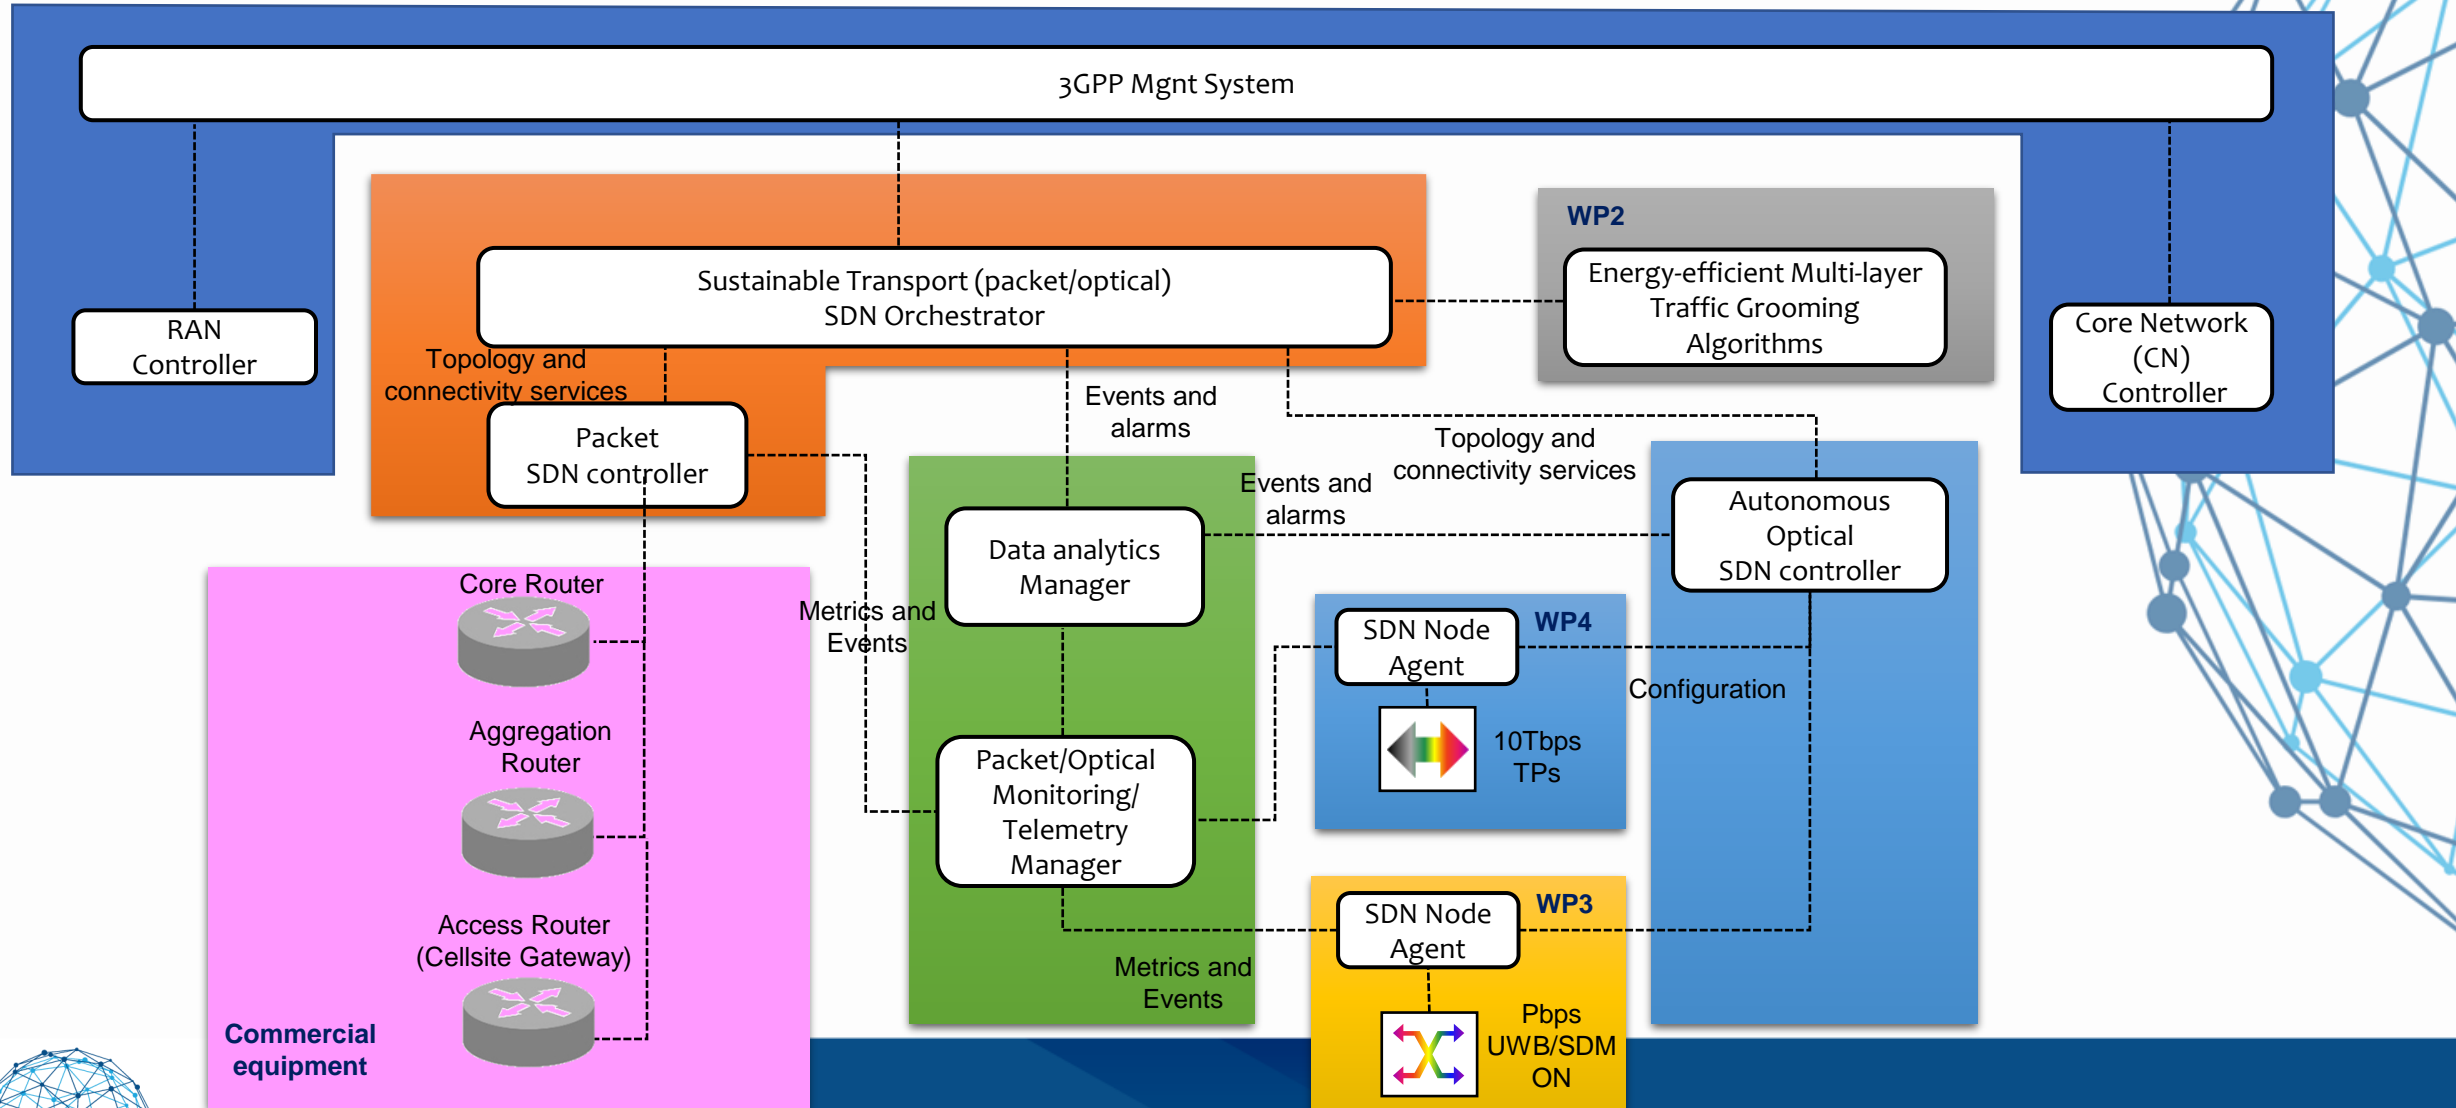 3GPP Mgnt System
WP2
Sustainable Transport (packet/optical)
SDN Orchestrator
Energy-efficient Multi-layer
Traffic Grooming
Algorithms
RAN
Controller
Core Network
(CN)
Controller
Topology and
connectivity services
Events and
alarms
Packet
SDN controller
Topology and
connectivity services
Events and
alarms
Autonomous
Optical
SDN controller
Data analytics
Manager
Core Router
Metrics and
Events
SDN Node
Agent
WP4
Configuration
Aggregation
Router
Packet/Optical
Monitoring/
Telemetry
Manager
10Tbps
TPs
Access Router
(Cellsite Gateway)
SDN Node
Agent
WP3
Metrics and
Events
Commercial
equipment
Pbps
UWB/SDM
ON